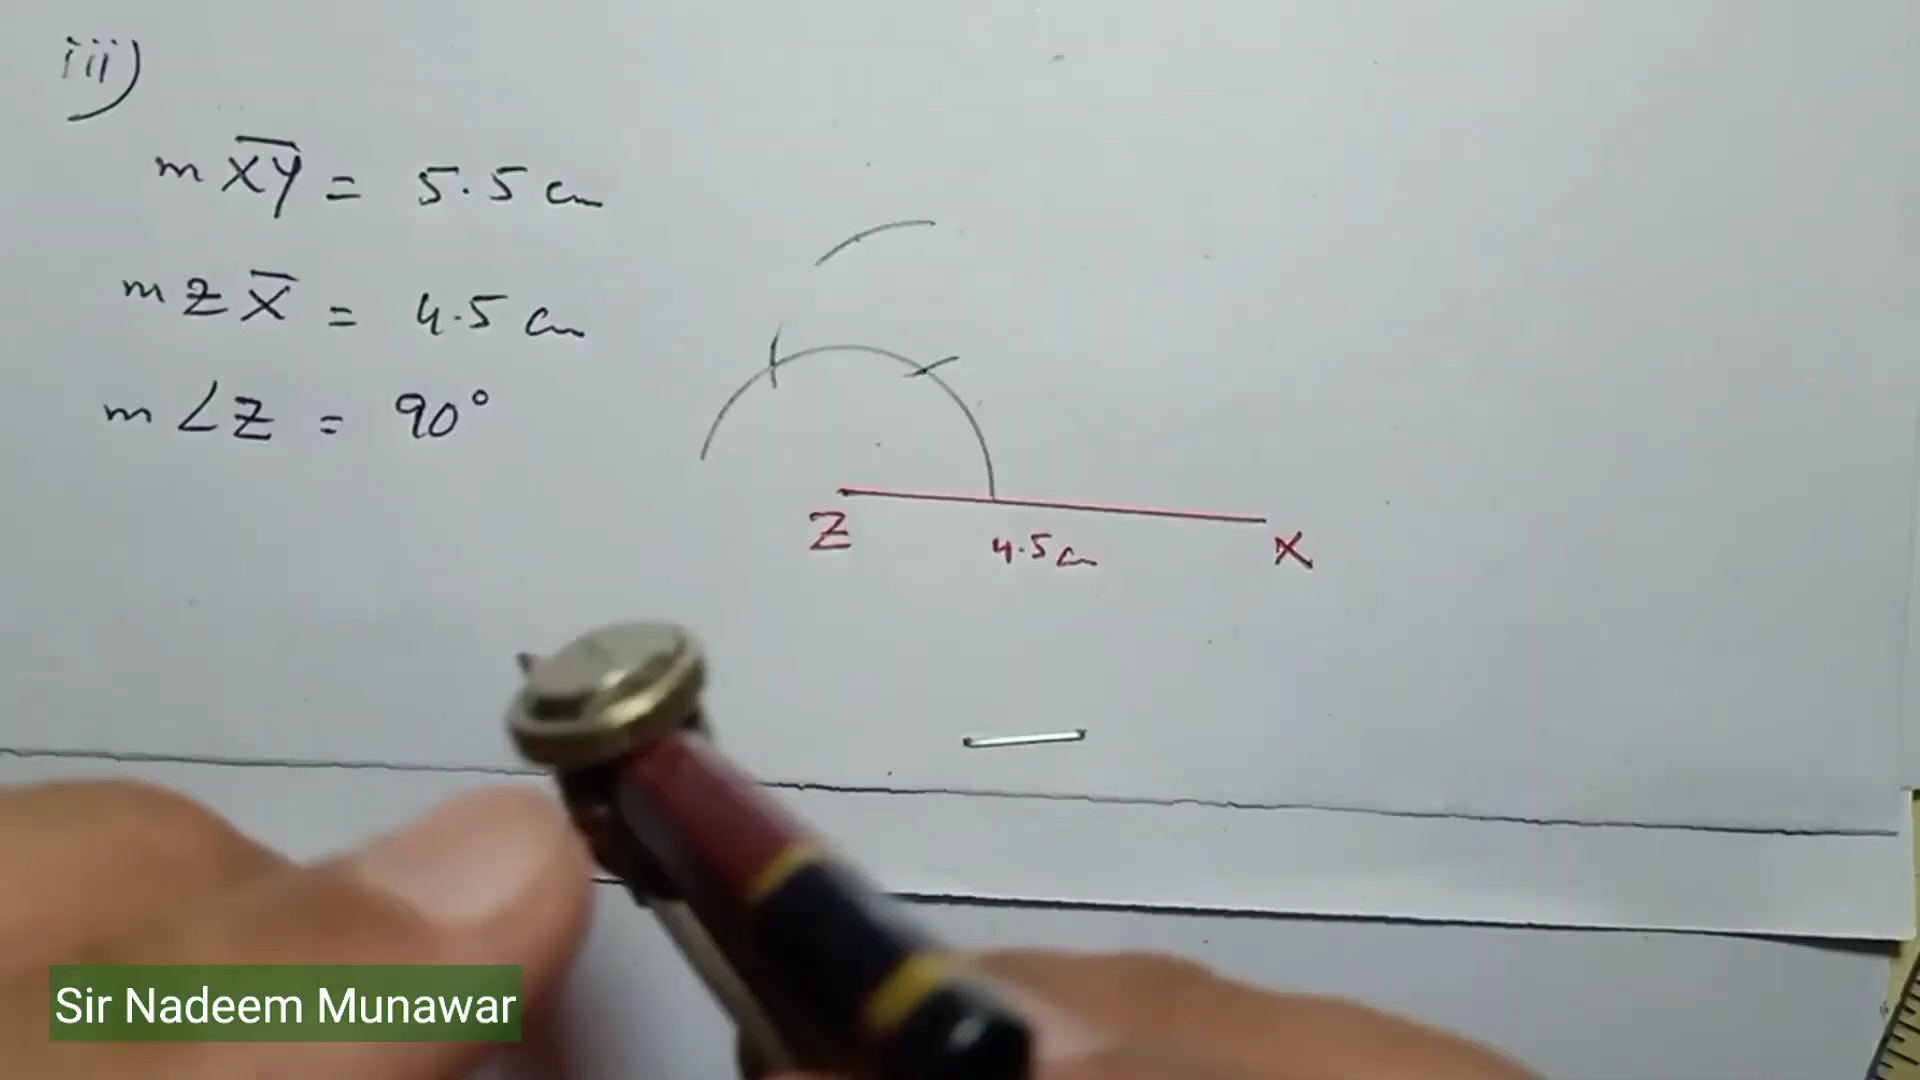 iii)
m XY = 5.5 cm
m ZX = 4.5 cm
m ∠Z = 90°
Z 4.5 cm X
Sir Nadeem Munawar